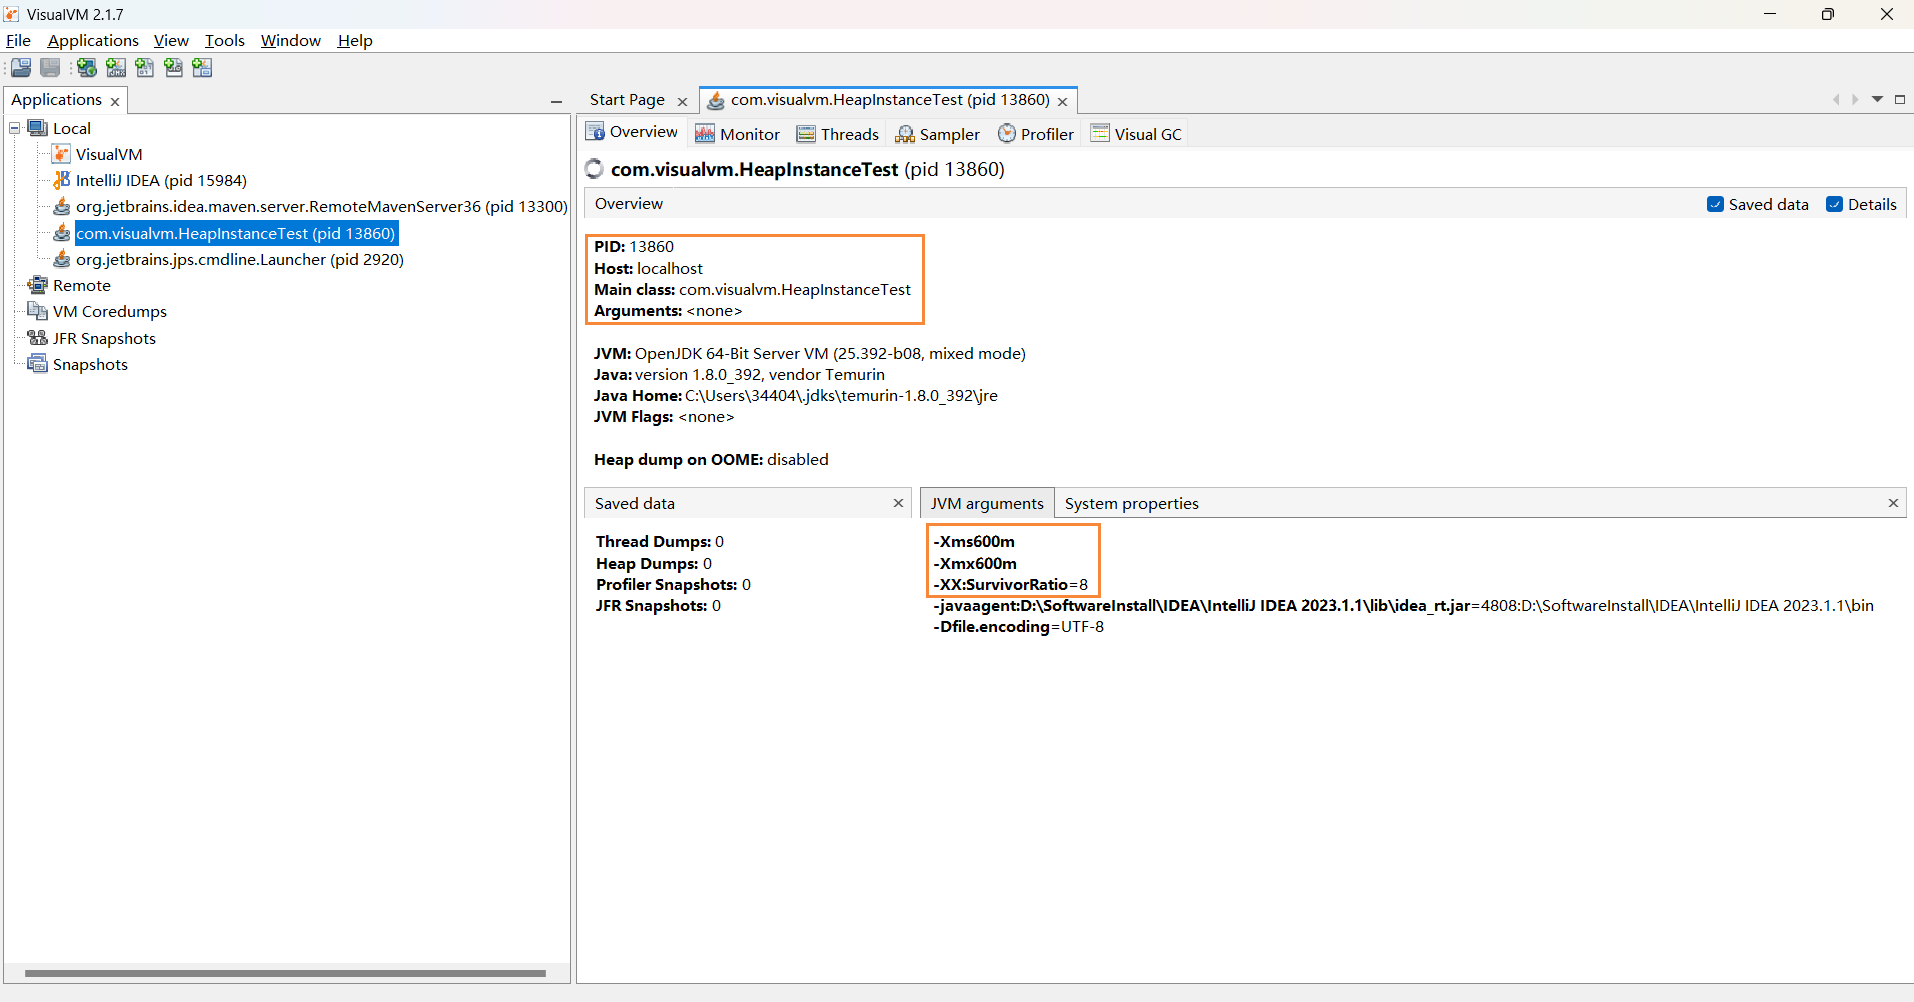 VisualVM 2.1.7
File Applications View Tools Window Help
Applications
Local
VisualVM
IntelliJ IDEA (pid 15984)
org.jetbrains.idea.maven.server.RemoteMavenServer36 (pid 13300)
com.visualvm.HeapInstanceTest (pid 13860)
org.jetbrains.jps.cmdline.Launcher (pid 2920)
Remote
VM Coredumps
JFR Snapshots
Snapshots
Start Page com.visualvm.HeapInstanceTest (pid 13860)
Overview Monitor Threads Sampler Profiler Visual GC
com.visualvm.HeapInstanceTest (pid 13860)
Overview Saved data Details
PID: 13860
Host: localhost
Main class: com.visualvm.HeapInstanceTest
Arguments: <none>
JVM: OpenJDK 64-Bit Server VM (25.392-b08, mixed mode)
Java: version 1.8.0_392, vendor Temurin
Java Home: C:\Users\34404\.jdks\temurin-1.8.0_392\jre
JVM Flags: <none>
Heap dump on OOME: disabled
Saved data
Thread Dumps: 0
Heap Dumps: 0
Profiler Snapshots: 0
JFR Snapshots: 0
JVM arguments System properties
-Xms600m
-Xmx600m
-XX:SurvivorRatio=8
-javaagent:D:\SoftwareInstall\IDEA\IntelliJ IDEA 2023.1.1\lib\idea_rt.jar=4808:D:\SoftwareInstall\IDEA\IntelliJ IDEA 2023.1.1\bin
-Dfile.encoding=UTF-8